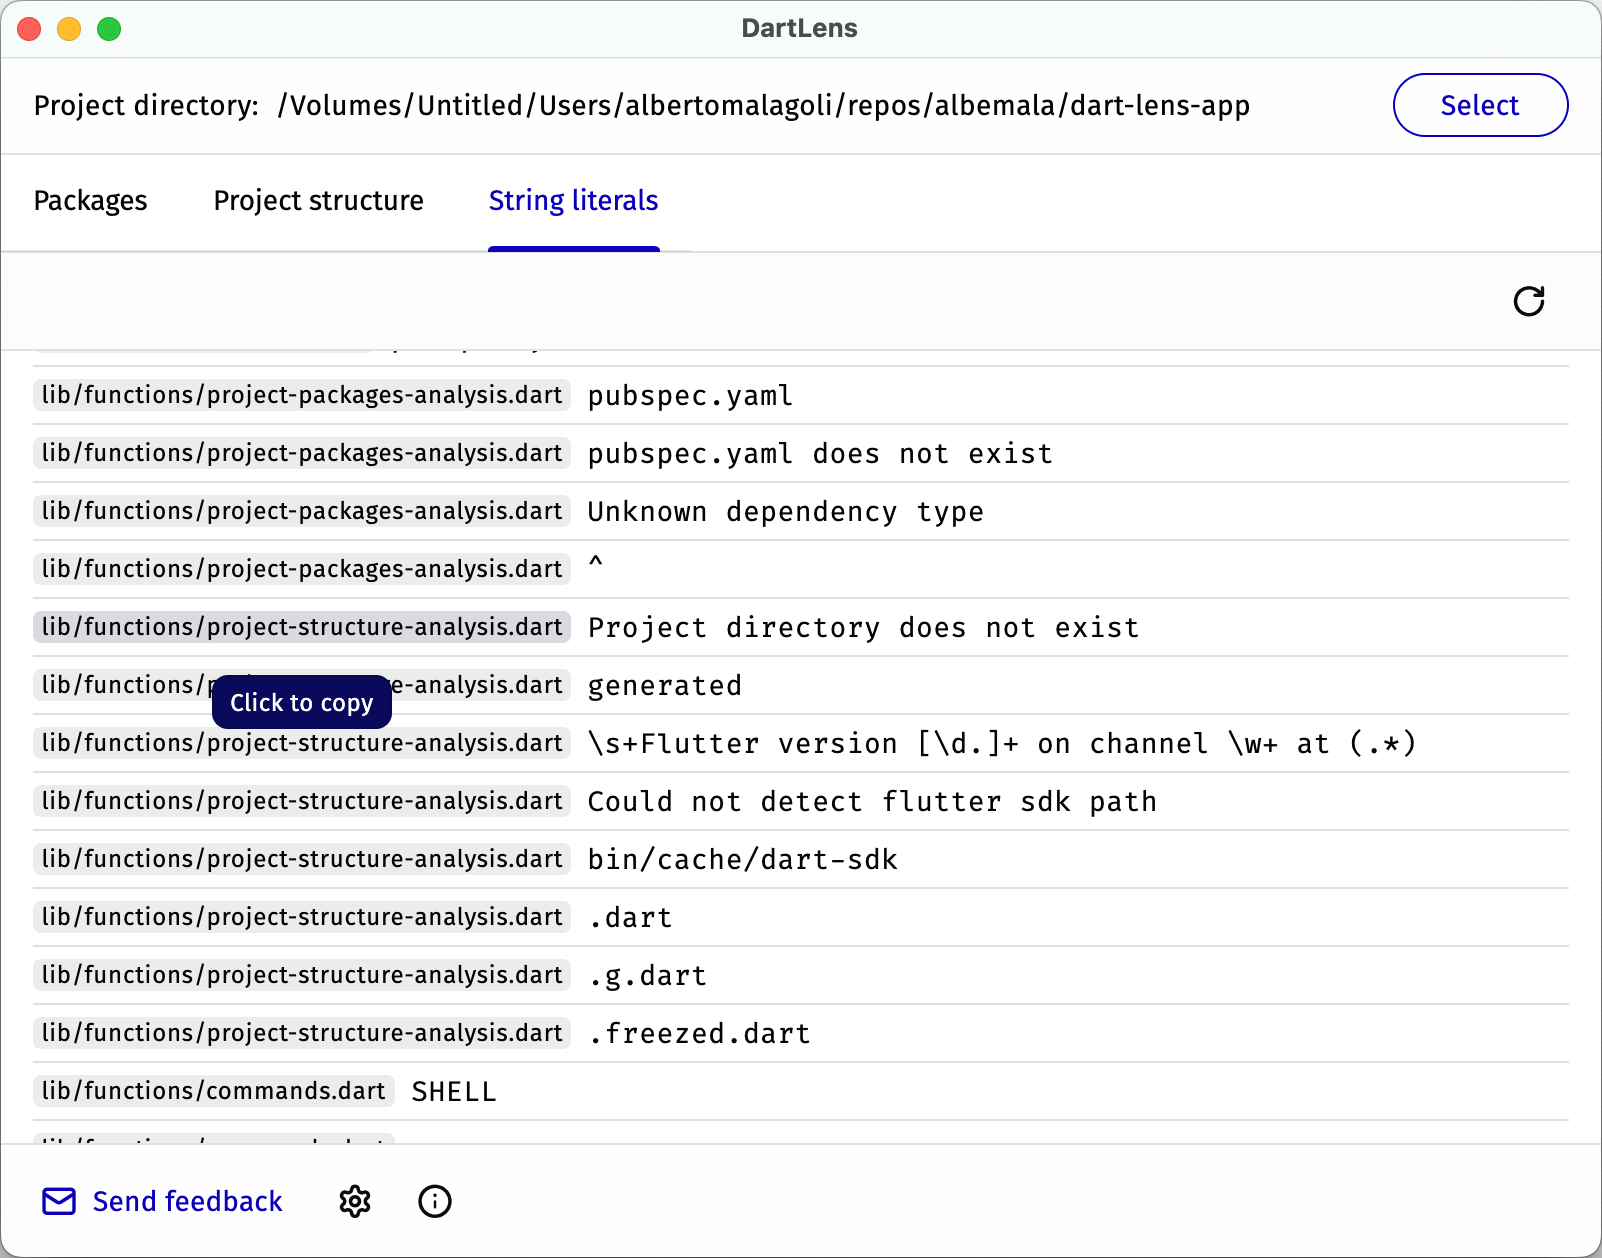 DartLens
Project directory: /Volumes/Untitled/Users/albertomalagoli/repos/albemala/dart-lens-app Select
Packages Project structure String literals
lib/functions/project-packages-analysis.dart pubspec.yaml
lib/functions/project-packages-analysis.dart pubspec.yaml does not exist
lib/functions/project-packages-analysis.dart Unknown dependency type
lib/functions/project-packages-analysis.dart ^
lib/functions/project-structure-analysis.dart Project directory does not exist
lib/functions/ e-analysis.dart generated
Click to copy
lib/functions/project-structure-analysis.dart \s+Flutter version [\d.]+ on channel \w+ at (.*)
lib/functions/project-structure-analysis.dart Could not detect flutter sdk path
lib/functions/project-structure-analysis.dart bin/cache/dart-sdk
lib/functions/project-structure-analysis.dart .dart
lib/functions/project-structure-analysis.dart .g.dart
lib/functions/project-structure-analysis.dart .freezed.dart
lib/functions/commands.dart SHELL
Send feedback